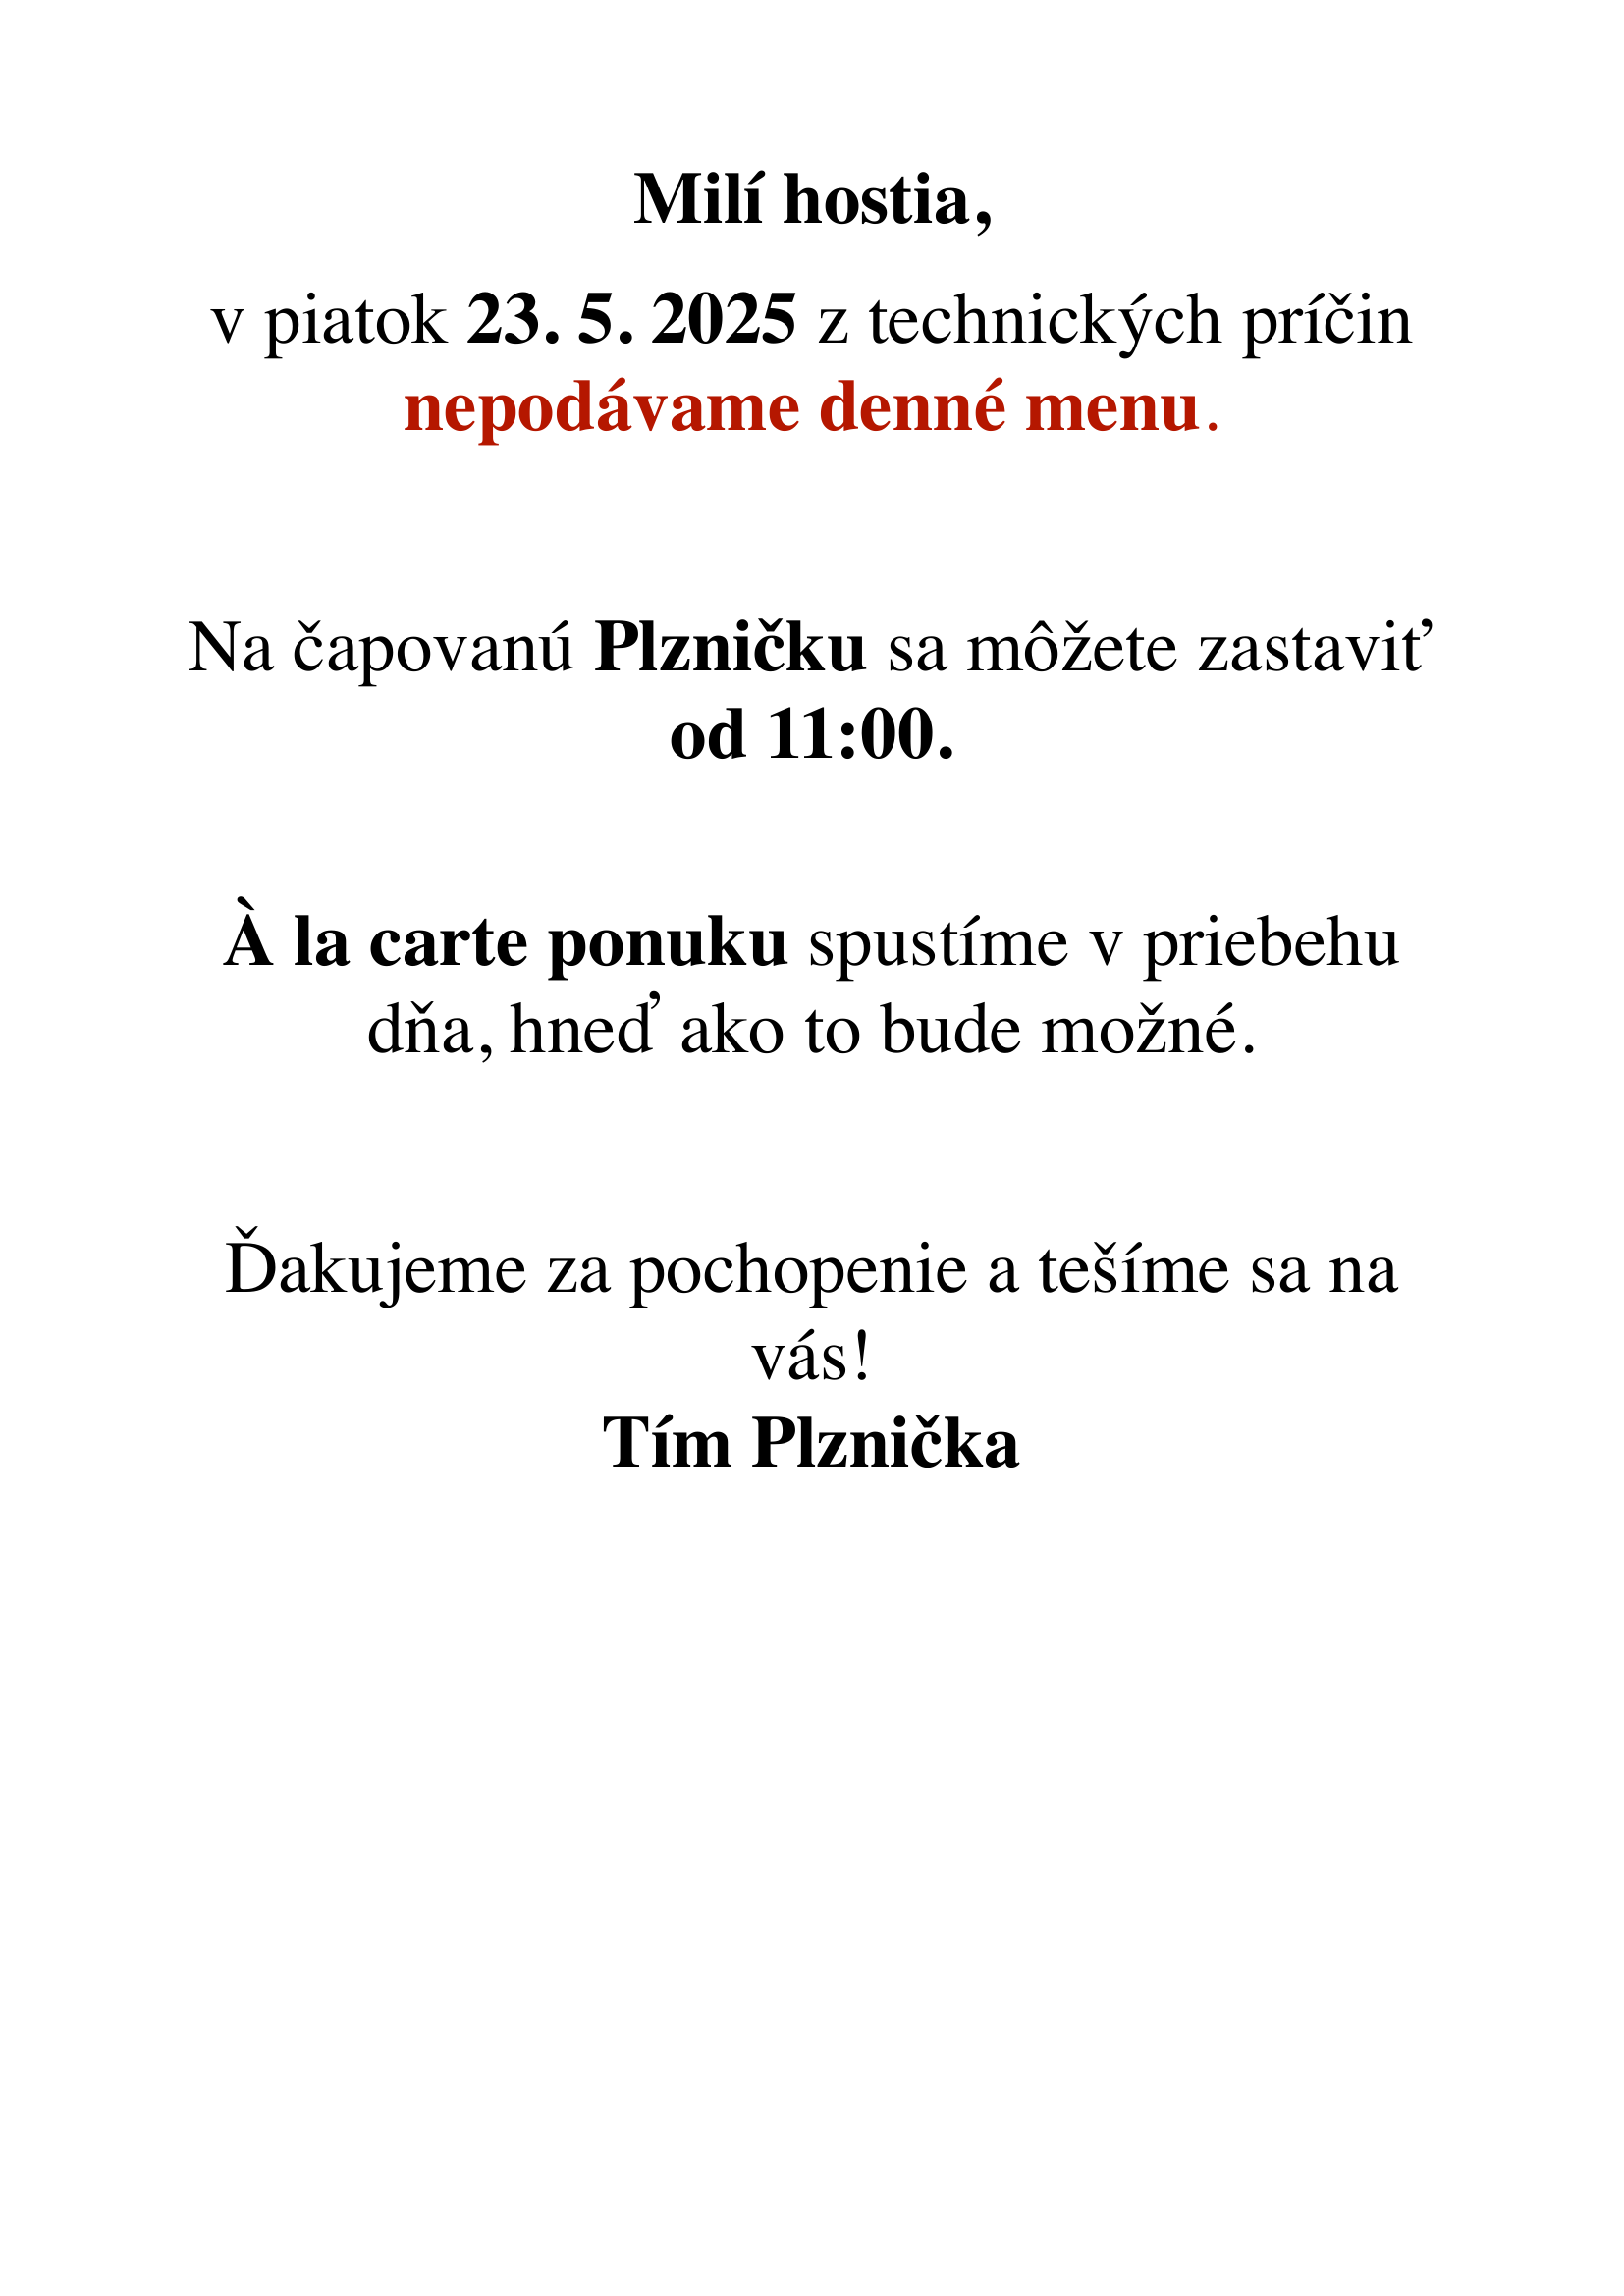 Milí hostia,
v piatok 23. 5. 2025 z technických príčin
nepodávame denné menu.
Na čapovanú Plzničku sa môžete zastaviť
od 11:00.
À la carte ponuku spustíme v priebehu
dňa, hneď ako to bude možné.
Ďakujeme za pochopenie a tešíme sa na
vás!
Tím Plznička